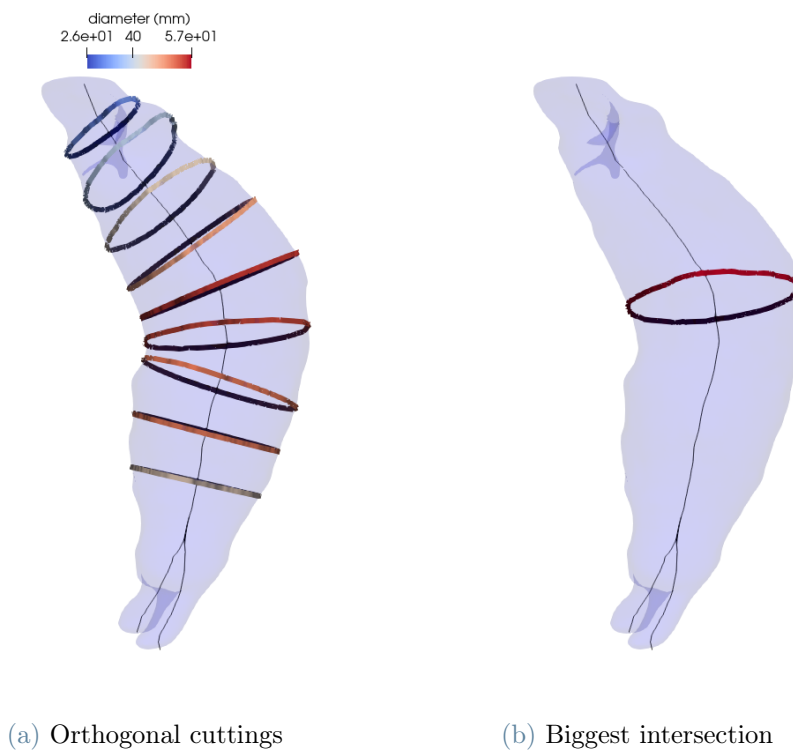 diameter (mm)
2.6e+01 40 5.7e+01
(a) Orthogonal cuttings
(b) Biggest intersection